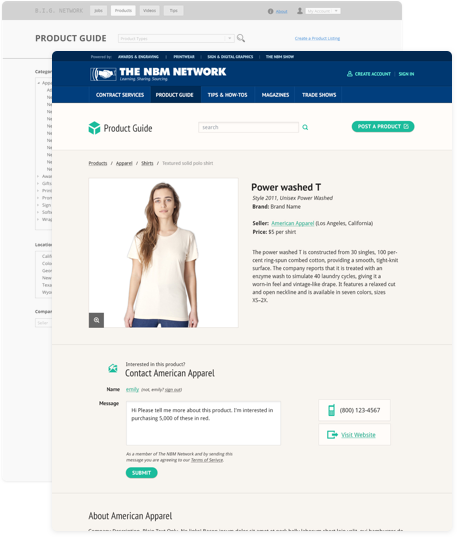 B.I.G. NETWORK
Jobs
Products
Videos
Tips
About
My Account
PRODUCT GUIDE
Product Types
Create a Product Listing
Powered by:
AWARDS & ENGRAVING
PRINTWEAR
SIGN & DIGITAL GRAPHICS
THE NBM SHOW
THE NBM NETWORK
Learning. Sharing. Sourcing.
CREATE ACCOUNT
SIGN IN
CONTRACT SERVICES
PRODUCT GUIDE
TIPS & HOW-TOS
MAGAZINES
TRADE SHOWS
Product Guide
search
POST A PRODUCT
Products / Apparel / Shirts / Textured solid polo shirt
Power washed T
Style 2011, Unisex Power Washed
Brand: Brand Name
Seller: American Apparel (Los Angeles, California)
Price: $5 per shirt
The power washed T is constructed from 30 singles, 100 per-
cent ring-spun combed cotton, providing a smooth, tight-knit
surface. The company reports that it is treated with an
enzyme wash to simulate 40 laundry cycles, giving it a
worn-in feel and vintage-like drape. It features a relaxed cut
and open neckline and is available in seven colors, sizes
XS–2X.
Interested in this product?
Contact American Apparel
Name
emily (not, emily? sign out)
Message
Hi Please tell me more about this product. I'm interested in
purchasing 5,000 of these in red.
(800) 123-4567
Visit Website
As a member of The NBM Network and by sending this
message you are agreeing to our Terms of Serivce.
SUBMIT
About American Apparel